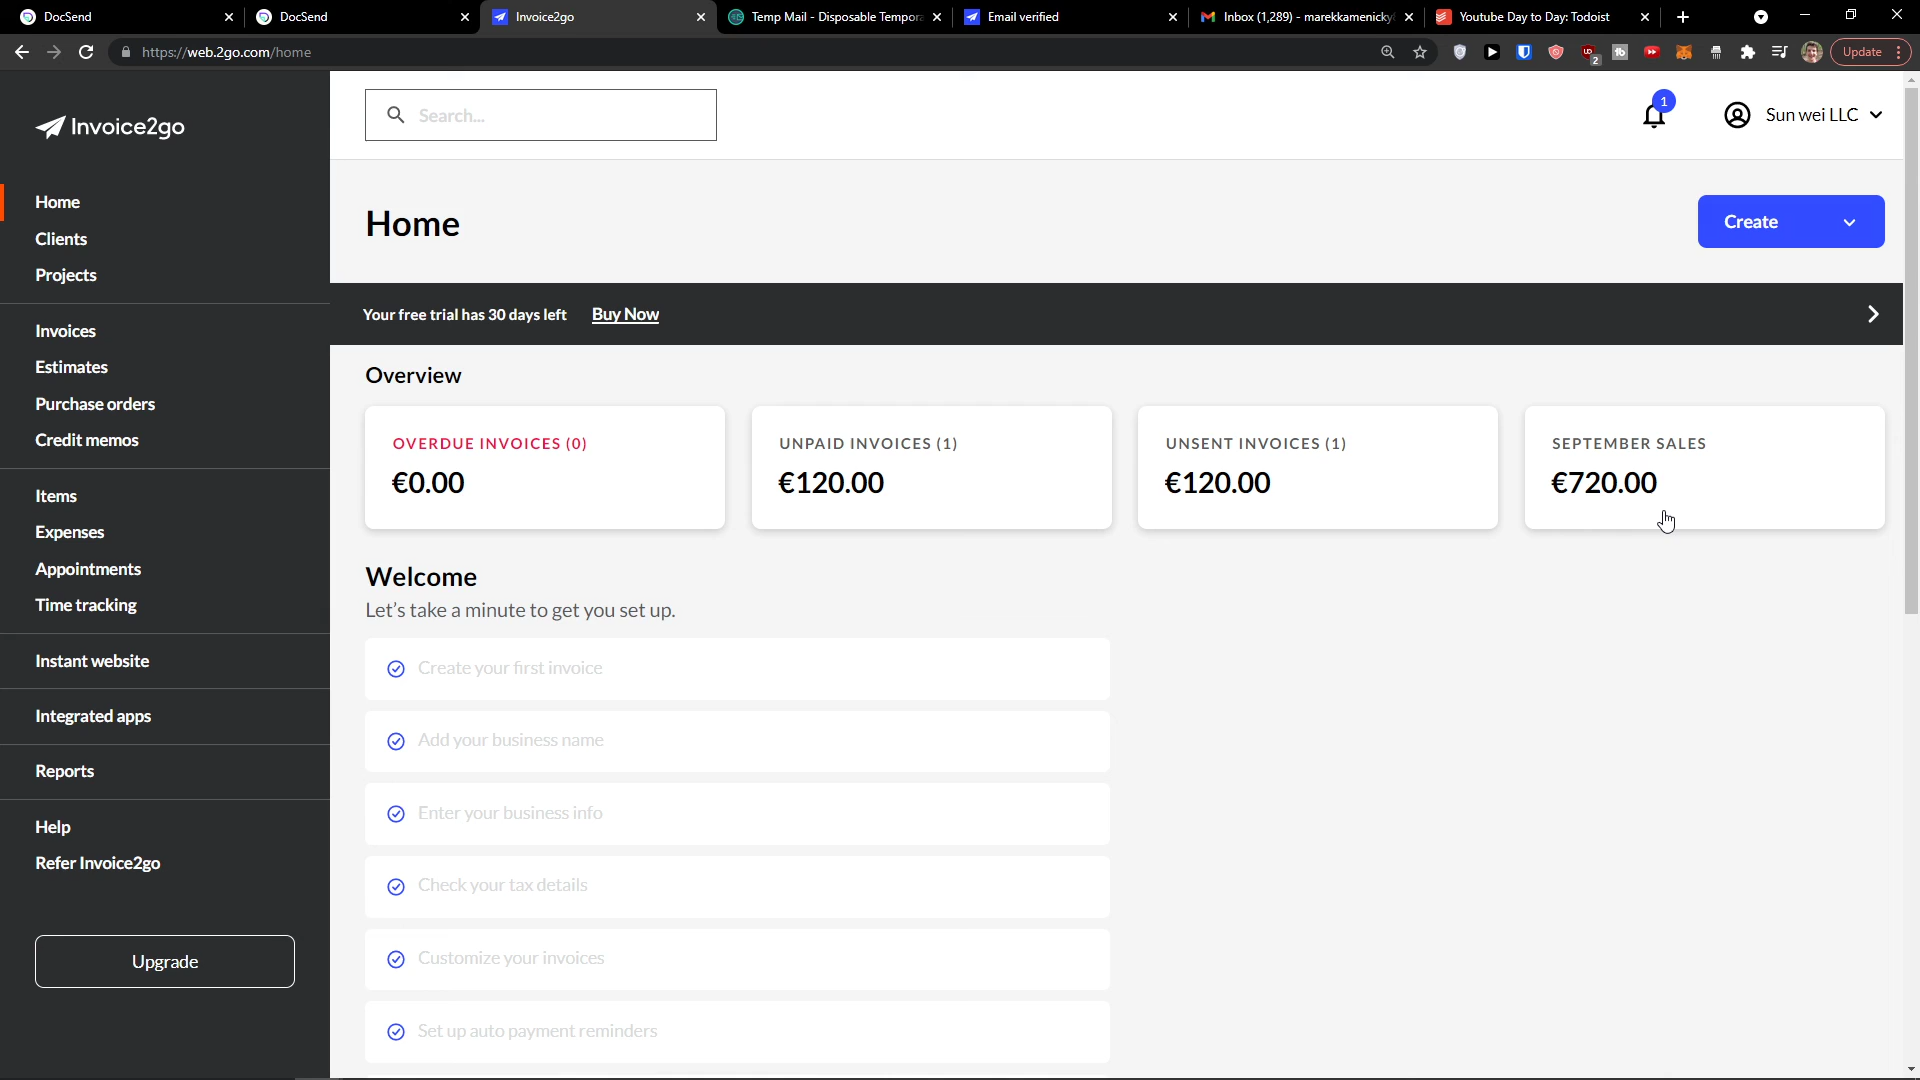 DocSend
DocSend
Invoice2go
Temp Mail - Disposable Tempora
Email verified
Inbox (1,289) - marekkamenicky
Youtube Day to Day: Todoist
https://web.2go.com/home
2
Update
Invoice2go
Search...
1
Sun wei LLC
Home
Clients
Projects
Invoices
Estimates
Purchase orders
Credit memos
Items
Expenses
Appointments
Time tracking
Instant website
Integrated apps
Reports
Help
Refer Invoice2go
Upgrade
Home
Create
Your free trial has 30 days left Buy Now
Overview
OVERDUE INVOICES (0)
€0.00
UNPAID INVOICES (1)
€120.00
UNSENT INVOICES (1)
€120.00
SEPTEMBER SALES
€720.00
Welcome
Let's take a minute to get you set up.
Create your first invoice
Add your business name
Enter your business info
Check your tax details
Customize your invoices
Set up auto payment reminders